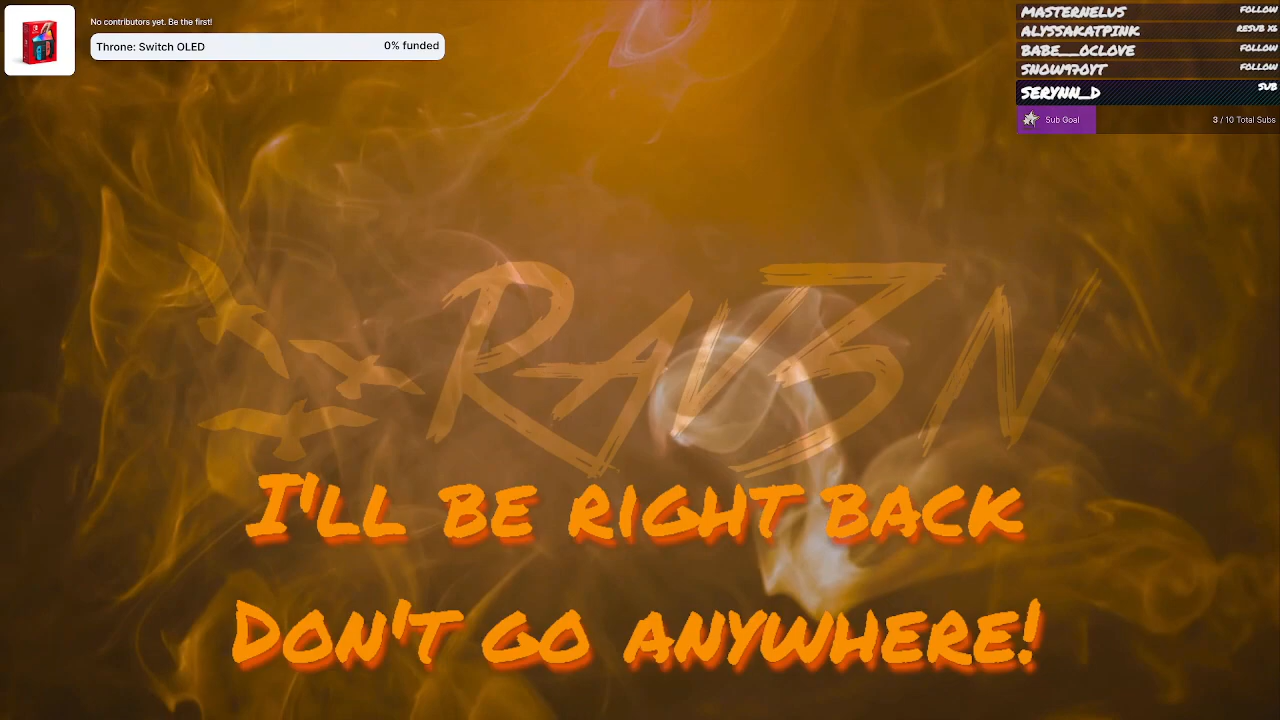 No contributors yet. Be the first!
Throne: Switch OLED 0% funded
MASTERNELUS FOLLOW
ALYSSAKATPINK RESUB X6
BABE__OCLOVE FOLLOW
SNOW970YT FOLLOW
SERYNN_D SUB
Sub Goal 3 / 10 Total Subs
RAV3N
I'LL BE RIGHT BACK
DON'T GO ANYWHERE!